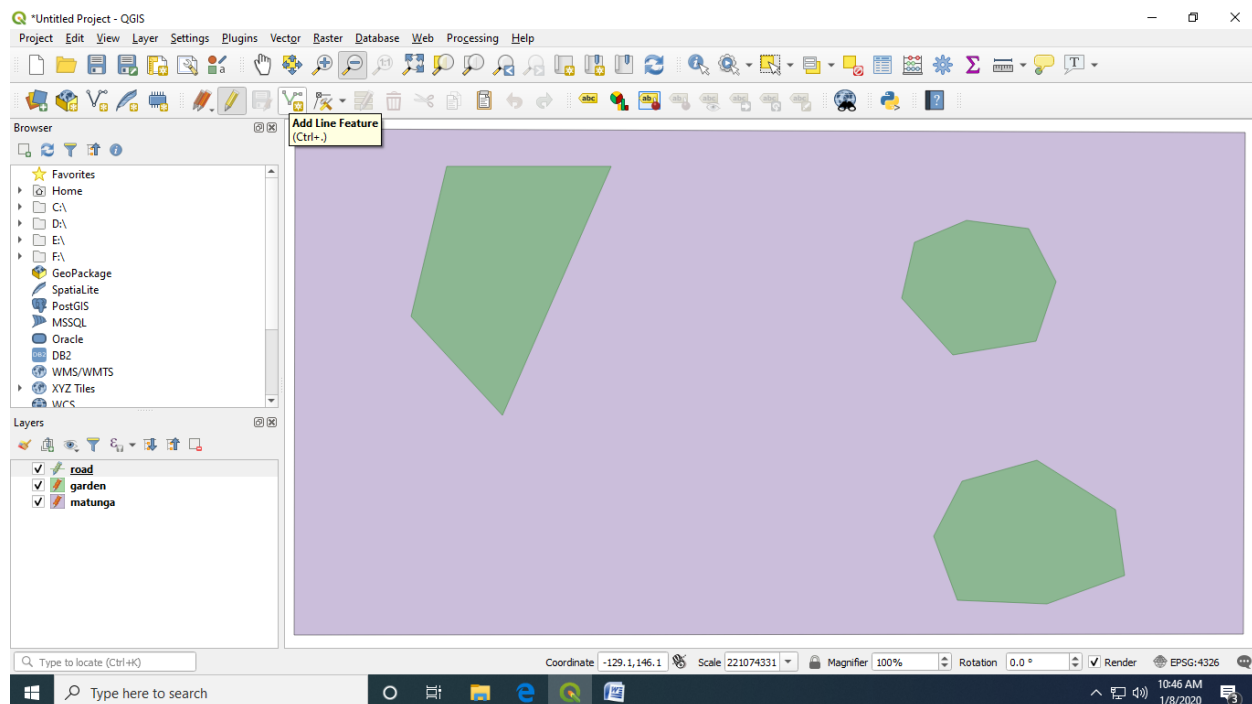 *Untitled Project - QGIS
Project Edit View Layer Settings Plugins Vector Raster Database Web Processing Help
abc
Add Line Feature
(Ctrl+.)
Browser
Favorites
Home
C:\
D:\
E:\
F:\
GeoPackage
SpatiaLite
PostGIS
MSSQL
Oracle
DB2 DB2
WMS/WMTS
XYZ Tiles
WCS
Layers
road
garden
matunga
Type to locate (Ctrl+K) Coordinate -129.1,146.1 Scale 221074331 Magnifier 100% Rotation 0.0 ° Render EPSG:4326
Type here to search 10:46 AM
1/8/2020 3